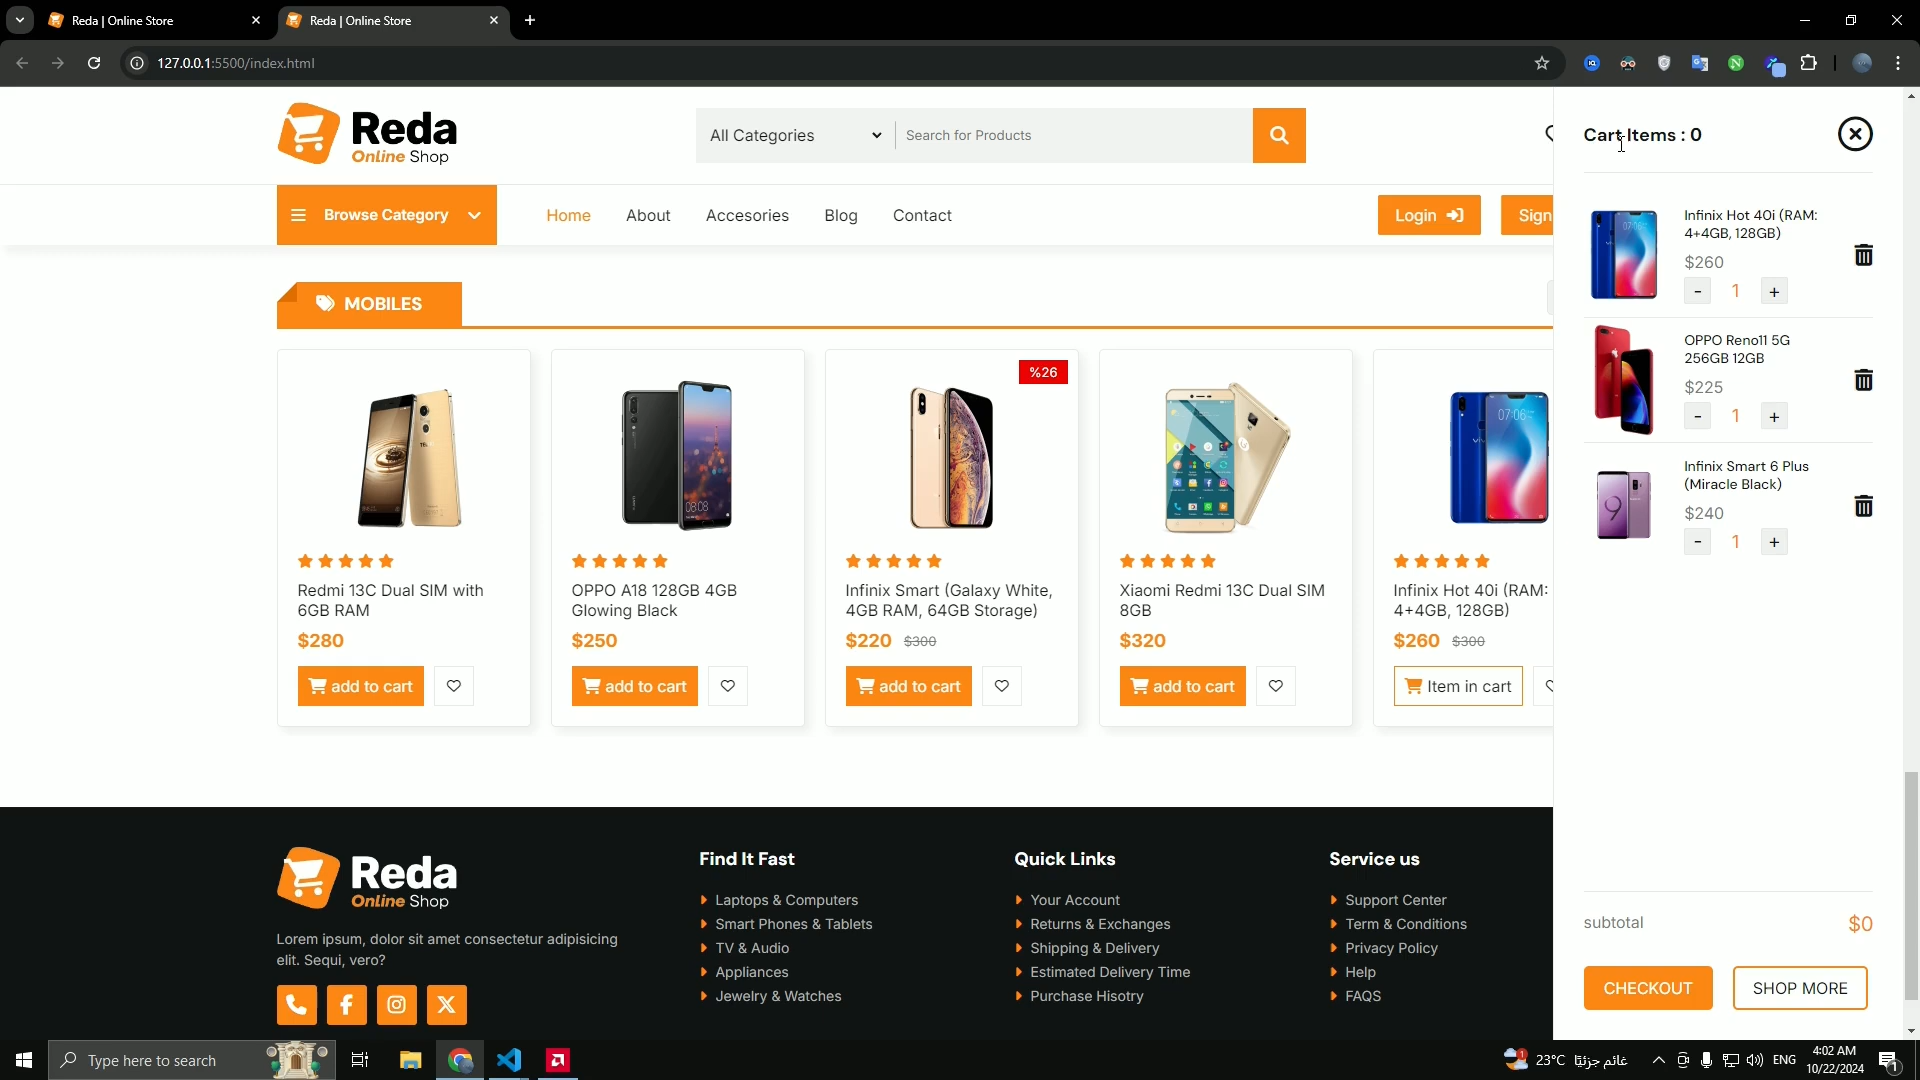 Reda | Online Store
Reda | Online Store
127.0.0.1:5500/index.html
Reda
Online Shop
All Categories
Search for Products
Browse Category
Home
About
Accesories
Blog
Contact
Login
Sign
MOBILES
%26
Redmi 13C Dual SIM with
6GB RAM
$280
add to cart
OPPO A18 128GB 4GB
Glowing Black
$250
add to cart
Infinix Smart (Galaxy White,
4GB RAM, 64GB Storage)
$220 $300
add to cart
Xiaomi Redmi 13C Dual SIM
8GB
$320
add to cart
07:06
Infinix Hot 40i (RAM:
4+4GB, 128GB)
$260 $300
Item in cart
Cart Items : 0
Infinix Hot 40i (RAM:
4+4GB, 128GB)
$260
- 1 +
OPPO Reno11 5G
256GB 12GB
$225
- 1 +
Infinix Smart 6 Plus
(Miracle Black)
$240
- 1 +
subtotal
$0
CHECKOUT
SHOP MORE
Reda
Online Shop
Lorem ipsum, dolor sit amet consectetur adipisicing
elit. Sequi, vero?
Find It Fast
Laptops & Computers
Smart Phones & Tablets
TV & Audio
Appliances
Jewelry & Watches
Quick Links
Your Account
Returns & Exchanges
Shipping & Delivery
Estimated Delivery Time
Purchase Hisotry
Service us
Support Center
Term & Conditions
Privacy Policy
Help
FAQS
Type here to search
23°C غائم جزئيًا
ENG
4:02 AM
10/22/2024
1